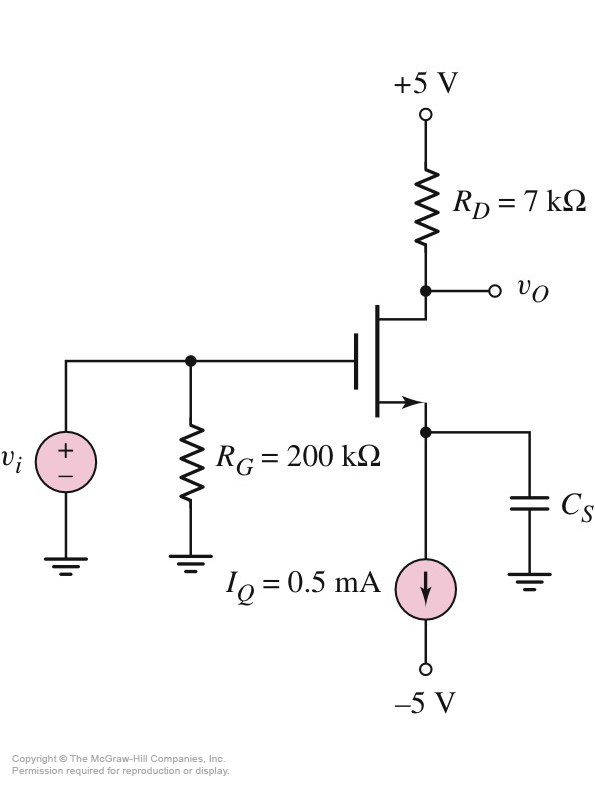 +5 V
R_D = 7 kΩ
v_O
v_i
+
−
R_G = 200 kΩ
C_S
I_Q = 0.5 mA
–5 V
Copyright © The McGraw-Hill Companies, Inc.
Permission required for reproduction or display.